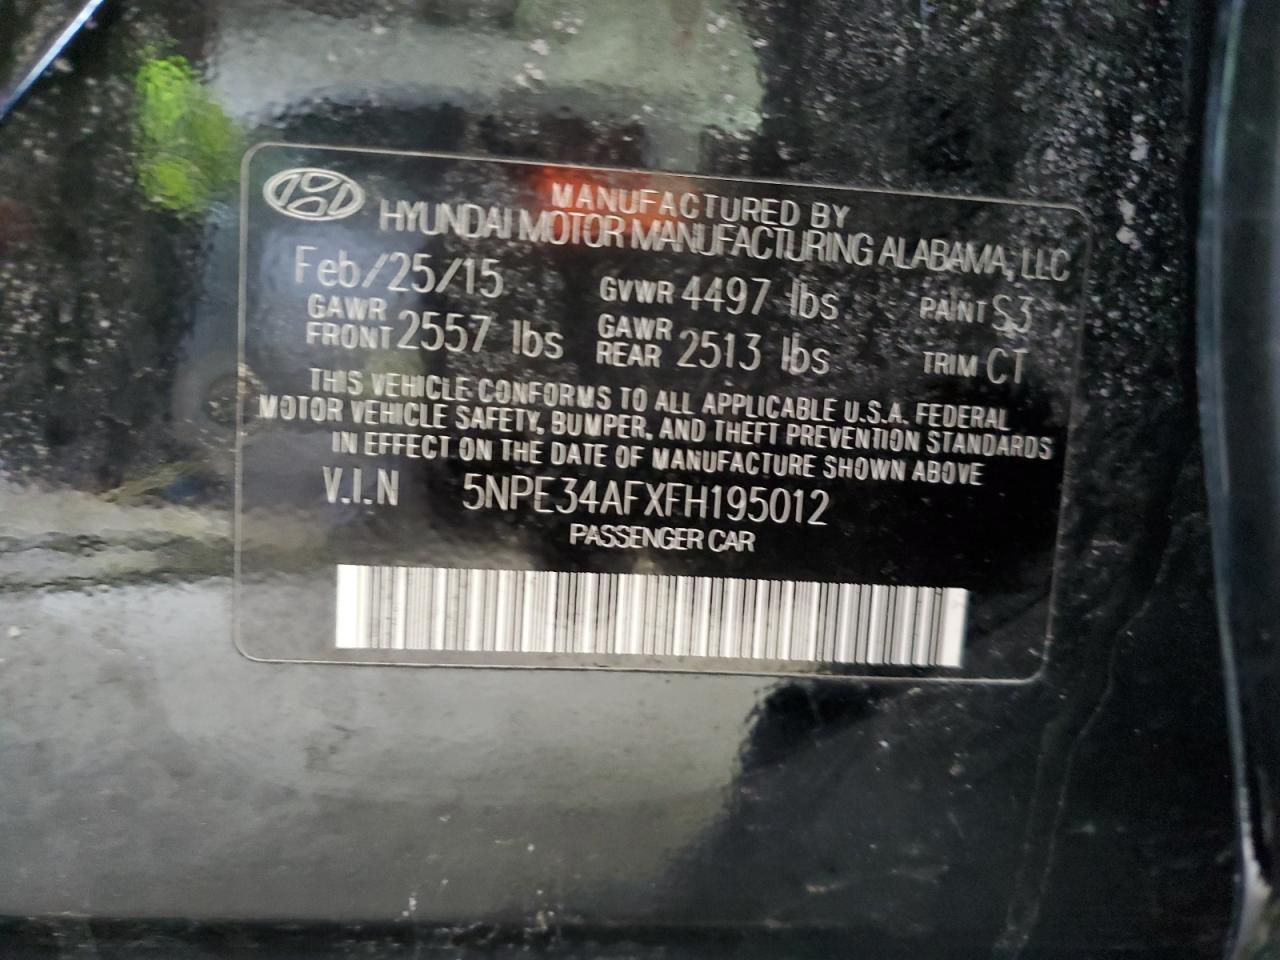 MANUFACTURED BY
HYUNDAI MOTOR MANUFACTURING ALABAMA, LLC
Feb/25/15 GVWR 4497 lbs PAINT S3
GAWR FRONT 2557 lbs GAWR REAR 2513 lbs TRIM CT
THIS VEHICLE CONFORMS TO ALL APPLICABLE U.S.A. FEDERAL
MOTOR VEHICLE SAFETY, BUMPER, AND THEFT PREVENTION STANDARDS
IN EFFECT ON THE DATE OF MANUFACTURE SHOWN ABOVE
V.I.N 5NPE34AFXFH195012
PASSENGER CAR